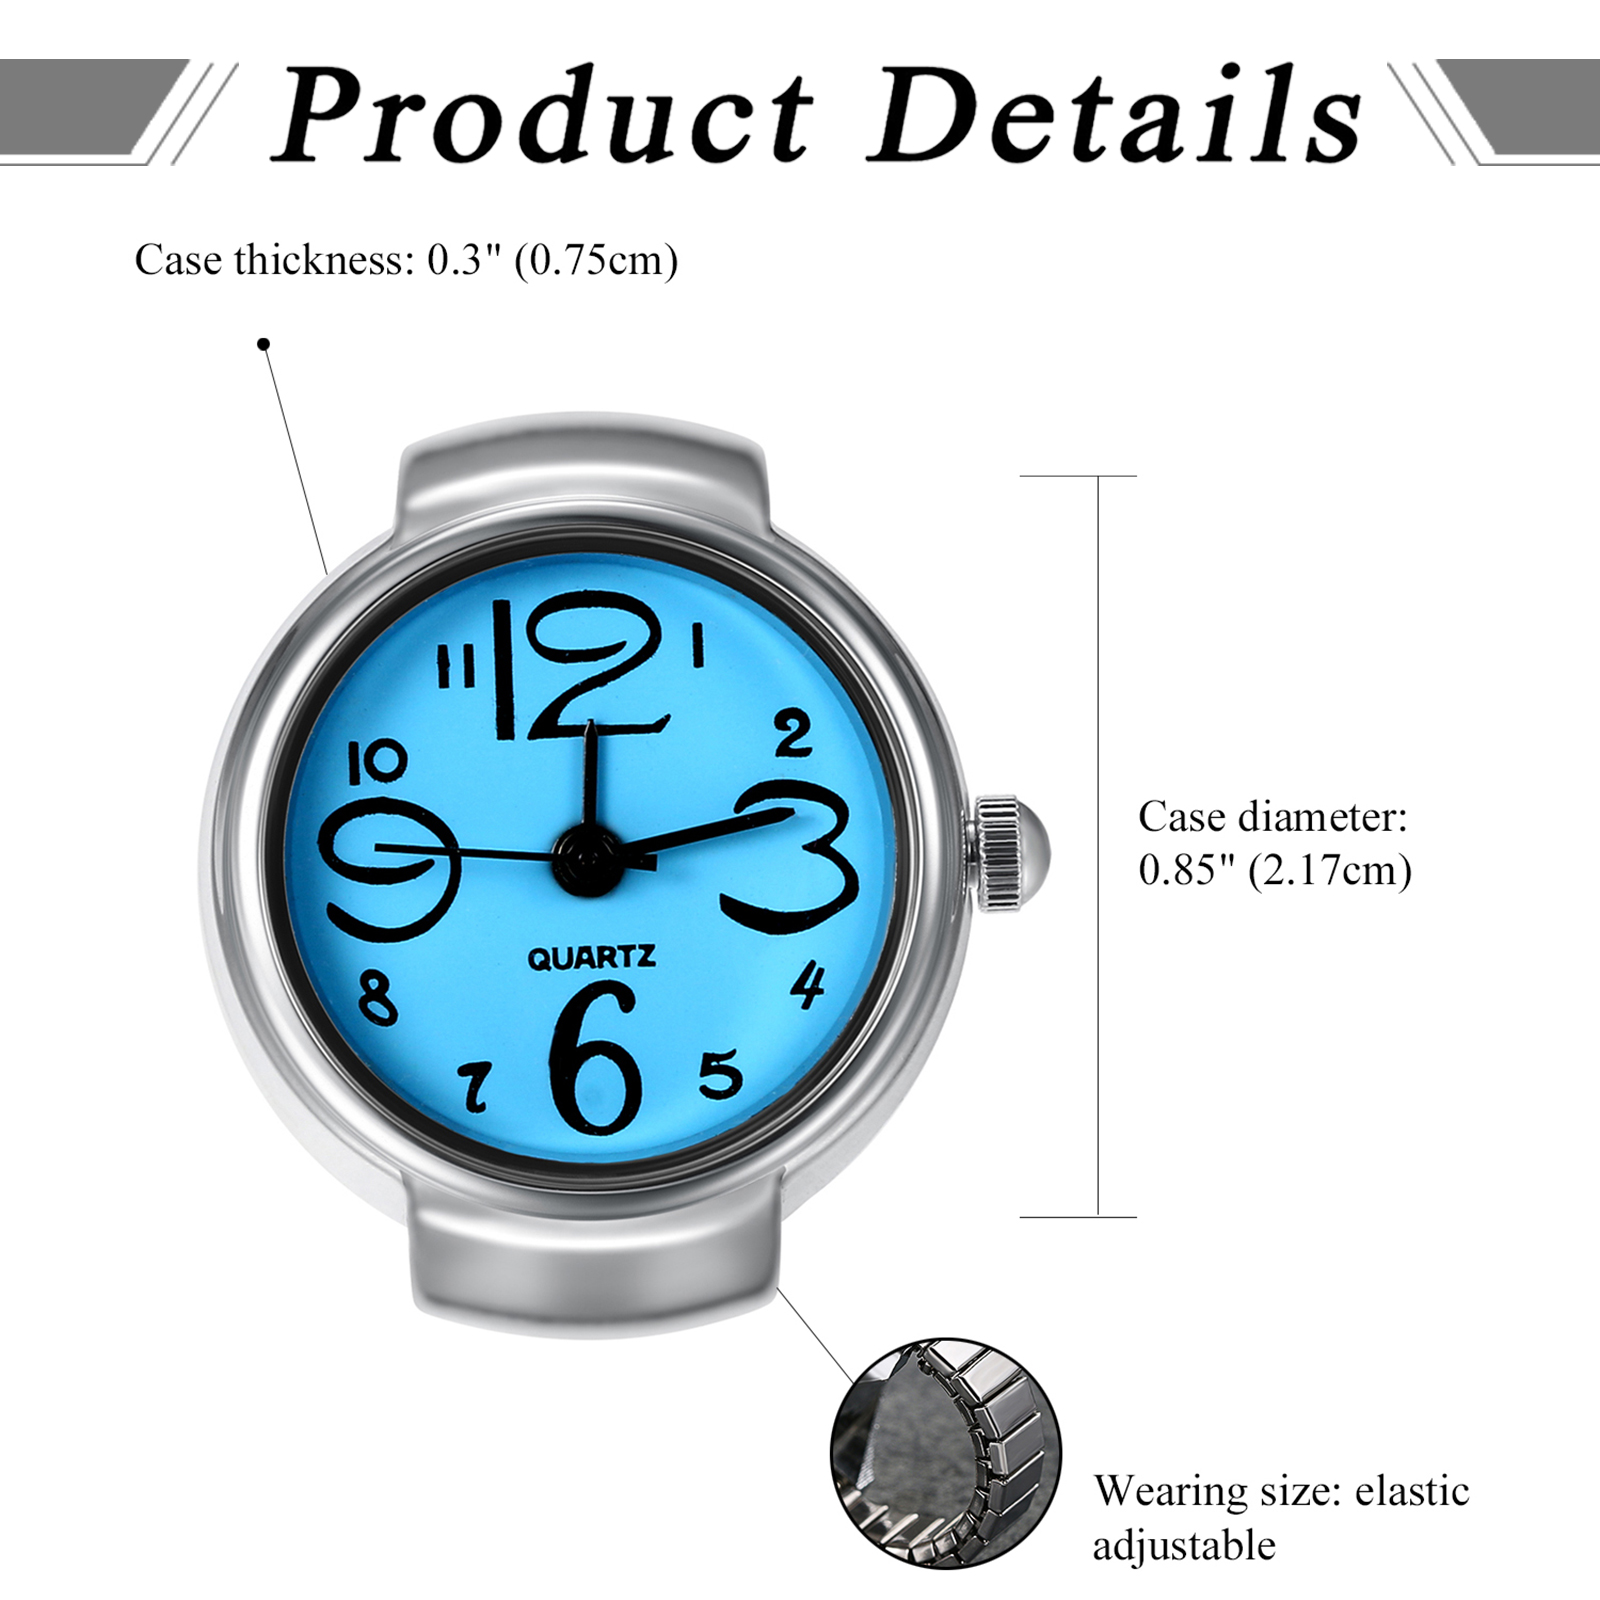 Product Details
Case thickness: 0.3" (0.75cm)
12
11
1
10
2
9
3
QUARTZ
8
4
7
6
5
Case diameter:
0.85" (2.17cm)
Wearing size: elastic
adjustable